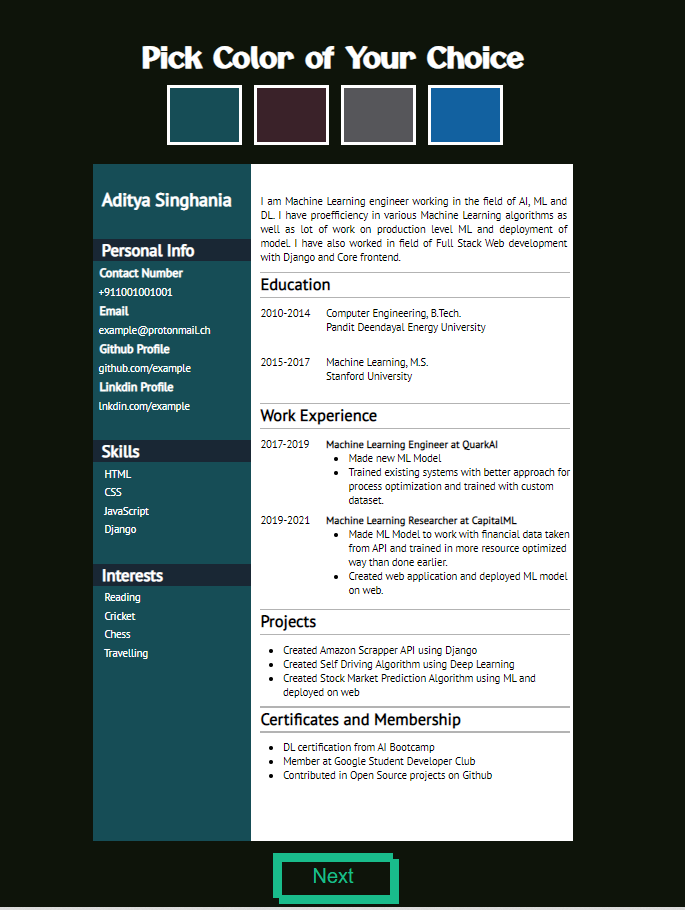 Pick Color of Your Choice
Aditya Singhania
Personal Info
Contact Number
+911001001001
Email
example@protonmail.ch
Github Profile
github.com/example
Linkdin Profile
lnkdin.com/example
Skills
HTML
CSS
JavaScript
Django
Interests
Reading
Cricket
Chess
Travelling
I am Machine Learning engineer working in the field of AI, ML and
DL. I have proefficiency in various Machine Learning algorithms as
well as lot of work on production level ML and deployment of
model. I have also worked in field of Full Stack Web development
with Django and Core frontend.
Education
2010-2014 Computer Engineering, B.Tech.
Pandit Deendayal Energy University
2015-2017 Machine Learning, M.S.
Stanford University
Work Experience
2017-2019 Machine Learning Engineer at QuarkAI
• Made new ML Model
• Trained existing systems with better approach for
process optimization and trained with custom
dataset.
2019-2021 Machine Learning Researcher at CapitalML
• Made ML Model to work with financial data taken
from API and trained in more resource optimized
way than done earlier.
• Created web application and deployed ML model
on web.
Projects
• Created Amazon Scrapper API using Django
• Created Self Driving Algorithm using Deep Learning
• Created Stock Market Prediction Algorithm using ML and
deployed on web
Certificates and Membership
• DL certification from AI Bootcamp
• Member at Google Student Developer Club
• Contributed in Open Source projects on Github
Next